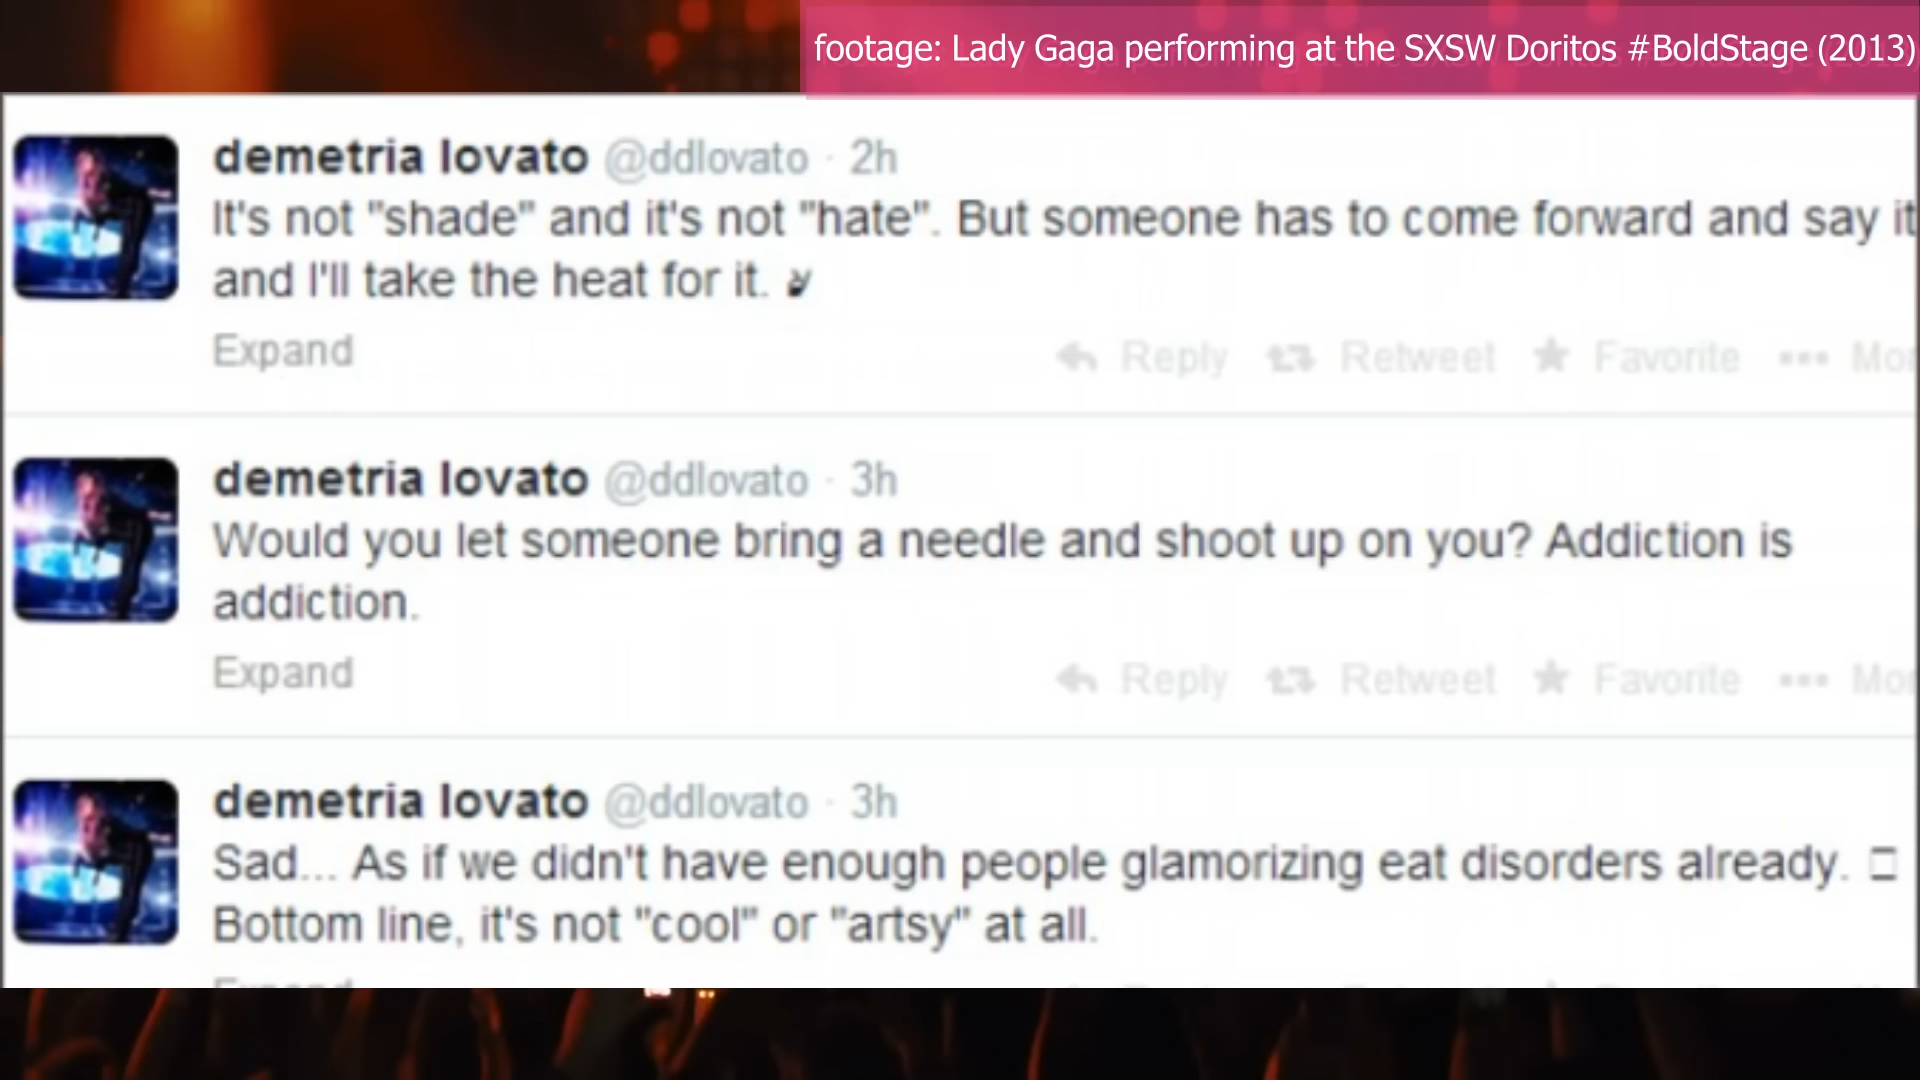 footage: Lady Gaga performing at the SXSW Doritos #BoldStage (2013)
demetria lovato @ddlovato · 2h
It's not "shade" and it's not "hate". But someone has to come forward and say it
and I'll take the heat for it.
Expand
Reply Retweet Favorite ••• Mor
demetria lovato @ddlovato · 3h
Would you let someone bring a needle and shoot up on you? Addiction is
addiction.
Expand
Reply Retweet Favorite ••• Mor
demetria lovato @ddlovato · 3h
Sad... As if we didn't have enough people glamorizing eat disorders already. □
Bottom line, it's not "cool" or "artsy" at all.